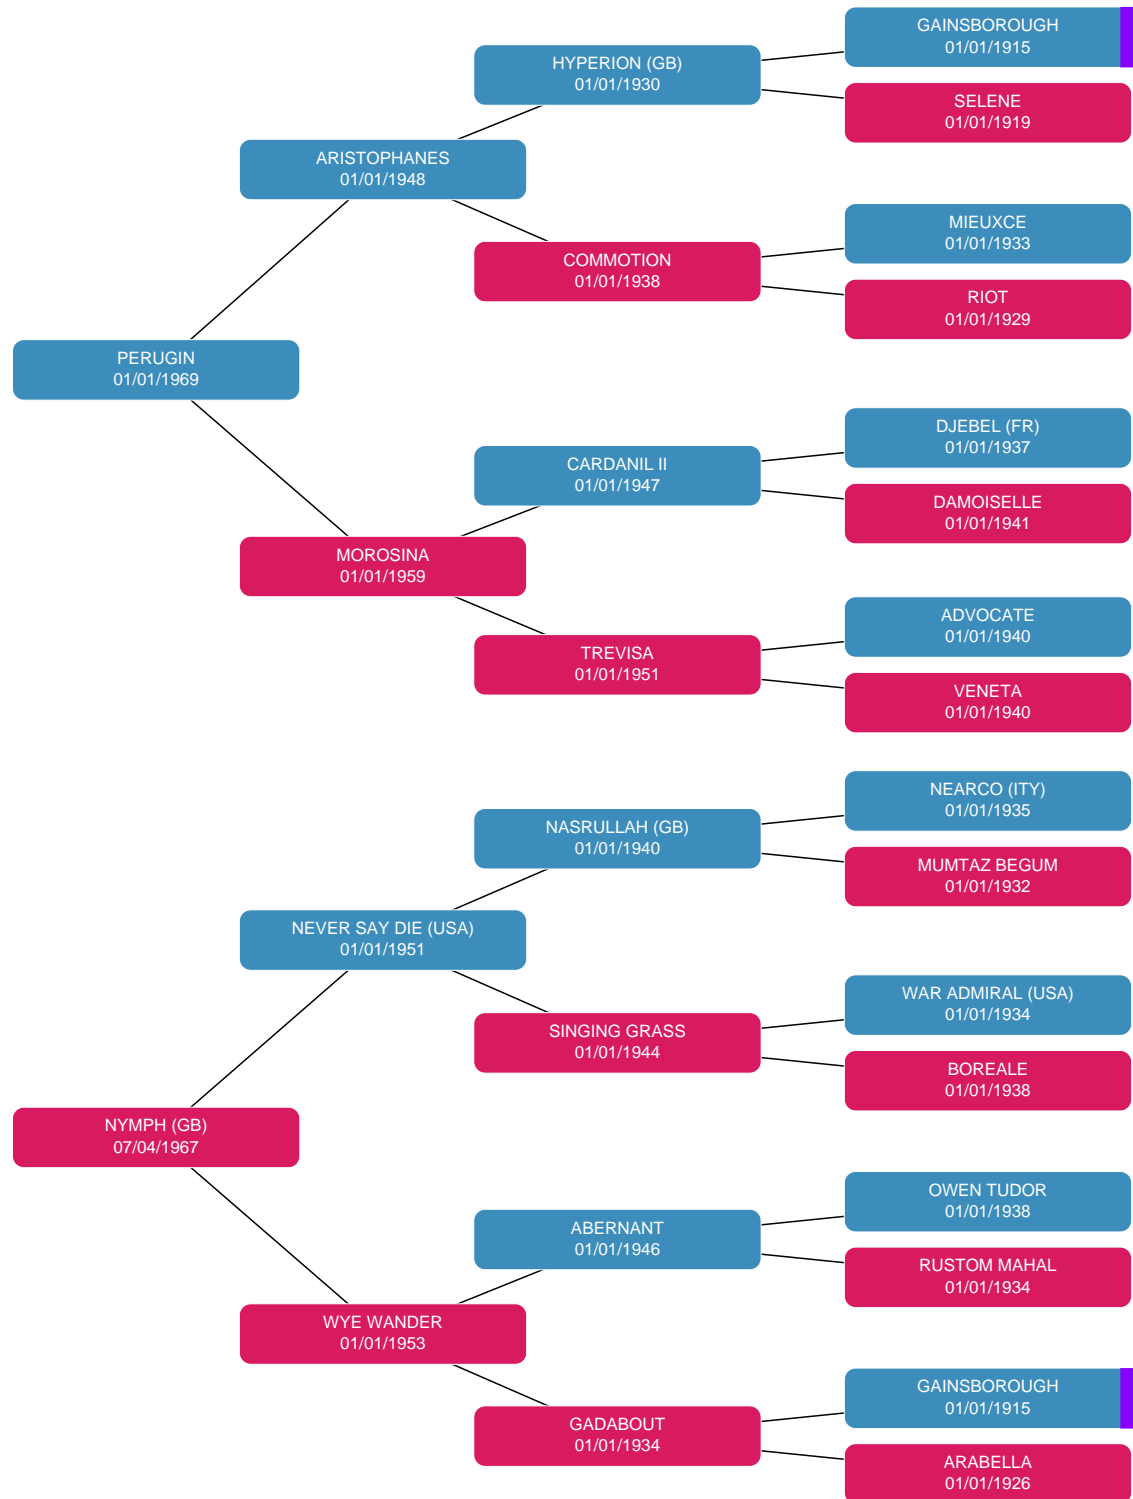 GAINSBOROUGH
01/01/1915
HYPERION (GB)
01/01/1930
SELENE
01/01/1919
ARISTOPHANES
01/01/1948
MIEUXCE
01/01/1933
COMMOTION
01/01/1938
RIOT
01/01/1929
PERUGIN
01/01/1969
DJEBEL (FR)
01/01/1937
CARDANIL II
01/01/1947
DAMOISELLE
01/01/1941
MOROSINA
01/01/1959
ADVOCATE
01/01/1940
TREVISA
01/01/1951
VENETA
01/01/1940
NEARCO (ITY)
01/01/1935
NASRULLAH (GB)
01/01/1940
MUMTAZ BEGUM
01/01/1932
NEVER SAY DIE (USA)
01/01/1951
WAR ADMIRAL (USA)
01/01/1934
SINGING GRASS
01/01/1944
BOREALE
01/01/1938
NYMPH (GB)
07/04/1967
OWEN TUDOR
01/01/1938
ABERNANT
01/01/1946
RUSTOM MAHAL
01/01/1934
WYE WANDER
01/01/1953
GAINSBOROUGH
01/01/1915
GADABOUT
01/01/1934
ARABELLA
01/01/1926